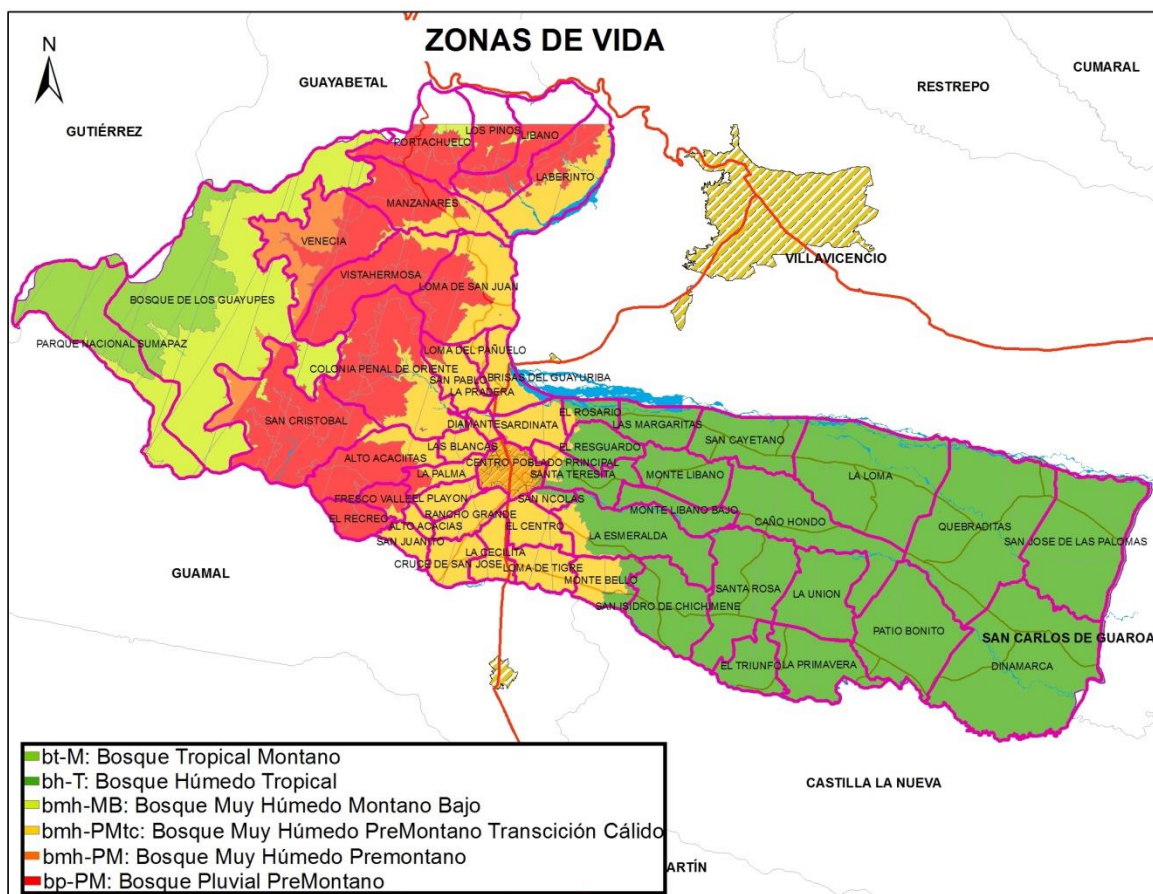 ZONAS DE VIDA
N
CUMARAL
GUAYABETAL
RESTREPO
GUTIÉRREZ
LOS PINOS
LIBANO
PORTACHUELO
LABERINTO
MANZANARES
VENECIA
VILLAVICENCIO
VISTAHERMOSA
LOMA DE SAN JUAN
BOSQUE DE LOS GUAYUPES
PARQUE NACIONAL SUMAPAZ
LOMA DEL PAÑUELO
COLONIA PENAL DE ORIENTE
SAN PABLO
BRISAS DEL GUAYURIBA
LA PRADERA
SAN CRISTOBAL
EL ROSARIO
DIAMANTE
SARDINATA
LAS MARGARITAS
SAN CAYETANO
LAS BLANCAS
EL RESGUARDO
ALTO ACACIITAS
CENTRO POBLADO PRINCIPAL
LA PALMA
SANTA TERESITA
MONTE LIBANO
LA LOMA
FRESCO VALLE
EL PLAYON
SAN NCOLAS
RANCHO GRANDE
MONTE LIBANO BAJO
EL RECREO
ALTO ACACIAS
EL CENTRO
CAÑO HONDO
QUEBRADITAS
LA ESMERALDA
SAN JUANITO
SAN JOSE DE LAS PALOMAS
LA CECILITA
CRUCE DE SAN JOSE
LOMA DE TIGRE
GUAMAL
MONTE BELLO
SANTA ROSA
LA UNION
SAN ISIDRO DE CHICHIMENE
PATIO BONITO
SAN CARLOS DE GUAROA
EL TRIUNFO
LA PRIMAVERA
DINAMARCA
bt-M: Bosque Tropical Montano
bh-T: Bosque Húmedo Tropical
CASTILLA LA NUEVA
bmh-MB: Bosque Muy Húmedo Montano Bajo
bmh-PMtc: Bosque Muy Húmedo PreMontano Transcición Cálido
bmh-PM: Bosque Muy Húmedo Premontano
ARTÍN
bp-PM: Bosque Pluvial PreMontano